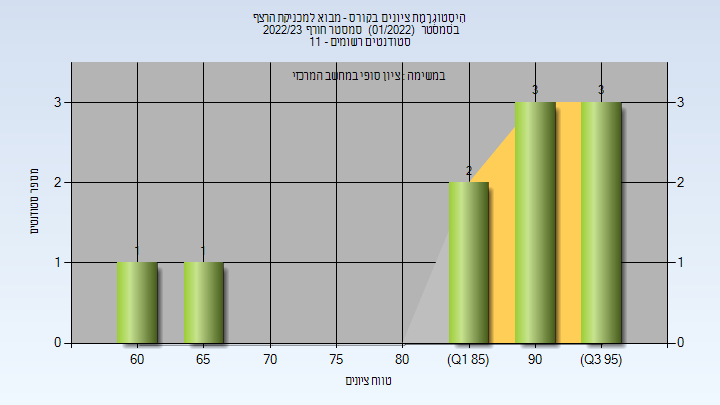 הִיסְטוֹגְרָמַת ציונים בקורס - מבוא למכניקת הרצף
בסמסטר (01/2022) סמסטר חורף 2022/23
סטודנטים רשומים - 11
במשימה : ציון סופי במחשב המרכזי
מספר סטודנטים
3
2
1
0
3
2
1
0
1
1
2
3
3
60
65
70
75
80
(Q1 85)
90
(Q3 95)
טווח ציונים